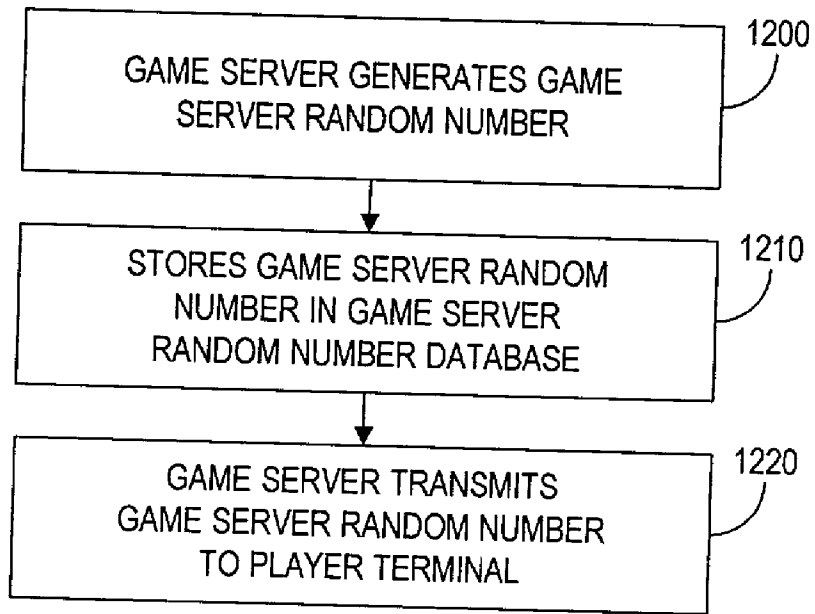 1200
GAME SERVER GENERATES GAME
SERVER RANDOM NUMBER
1210
STORES GAME SERVER RANDOM
NUMBER IN GAME SERVER
RANDOM NUMBER DATABASE
1220
GAME SERVER TRANSMITS
GAME SERVER RANDOM NUMBER
TO PLAYER TERMINAL